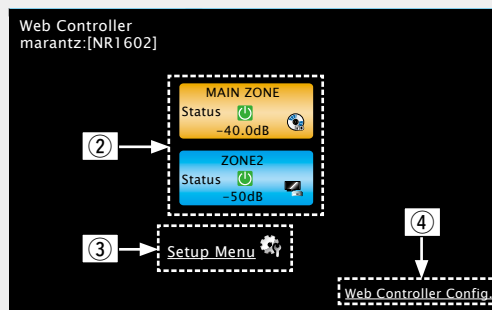 Web Controller
marantz:[NR1602]
MAIN ZONE
Status
-40.0dB
②
ZONE2
Status
-50dB
④
③
Setup Menu
Web Controller Config.